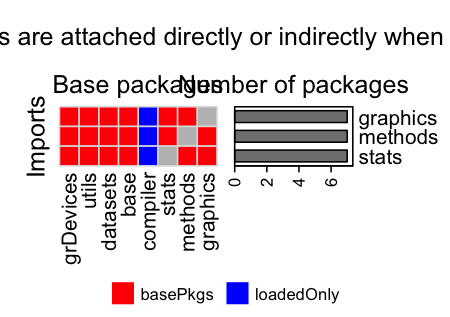 s are attached directly or indirectly when
Base packages
Number of packages
Imports
graphics
methods
stats
0 2 4 6
grDevices
utils
datasets
base
compiler
stats
methods
graphics
basePkgs
loadedOnly